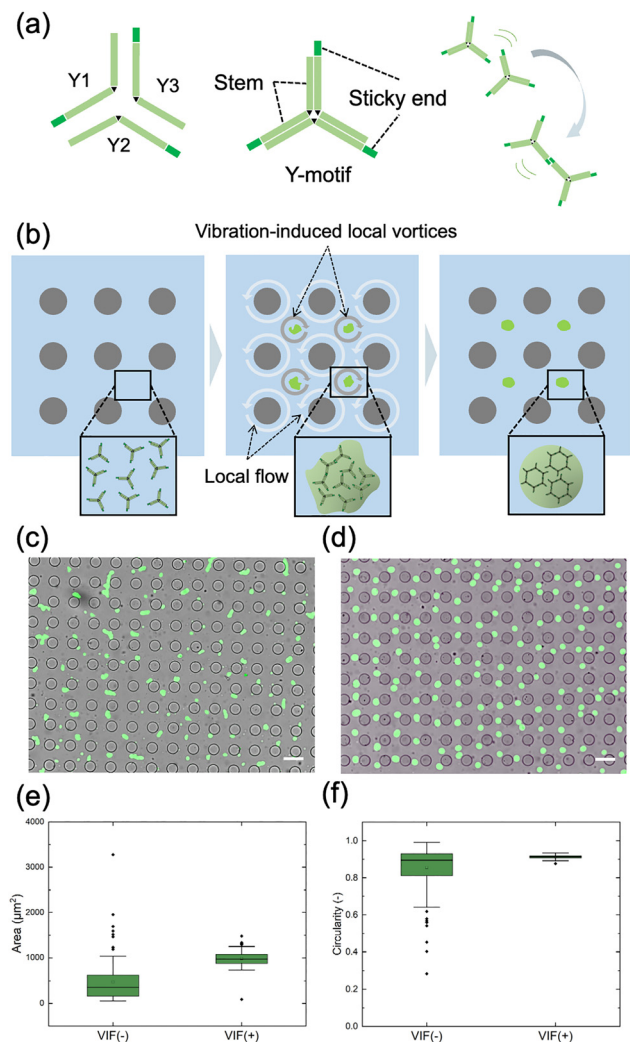 (a)
Y1
Y3
Y2
Stem
Sticky end
Y-motif
(b)
Vibration-induced local vortices
Local flow
(c)
(d)
(e)
(f)
4000
3000
2000
1000
0
Area (µm²)
VIF(-)
VIF(+)
1.0
0.8
0.6
0.4
0.2
0.0
Circularity (-)
VIF(-)
VIF(+)